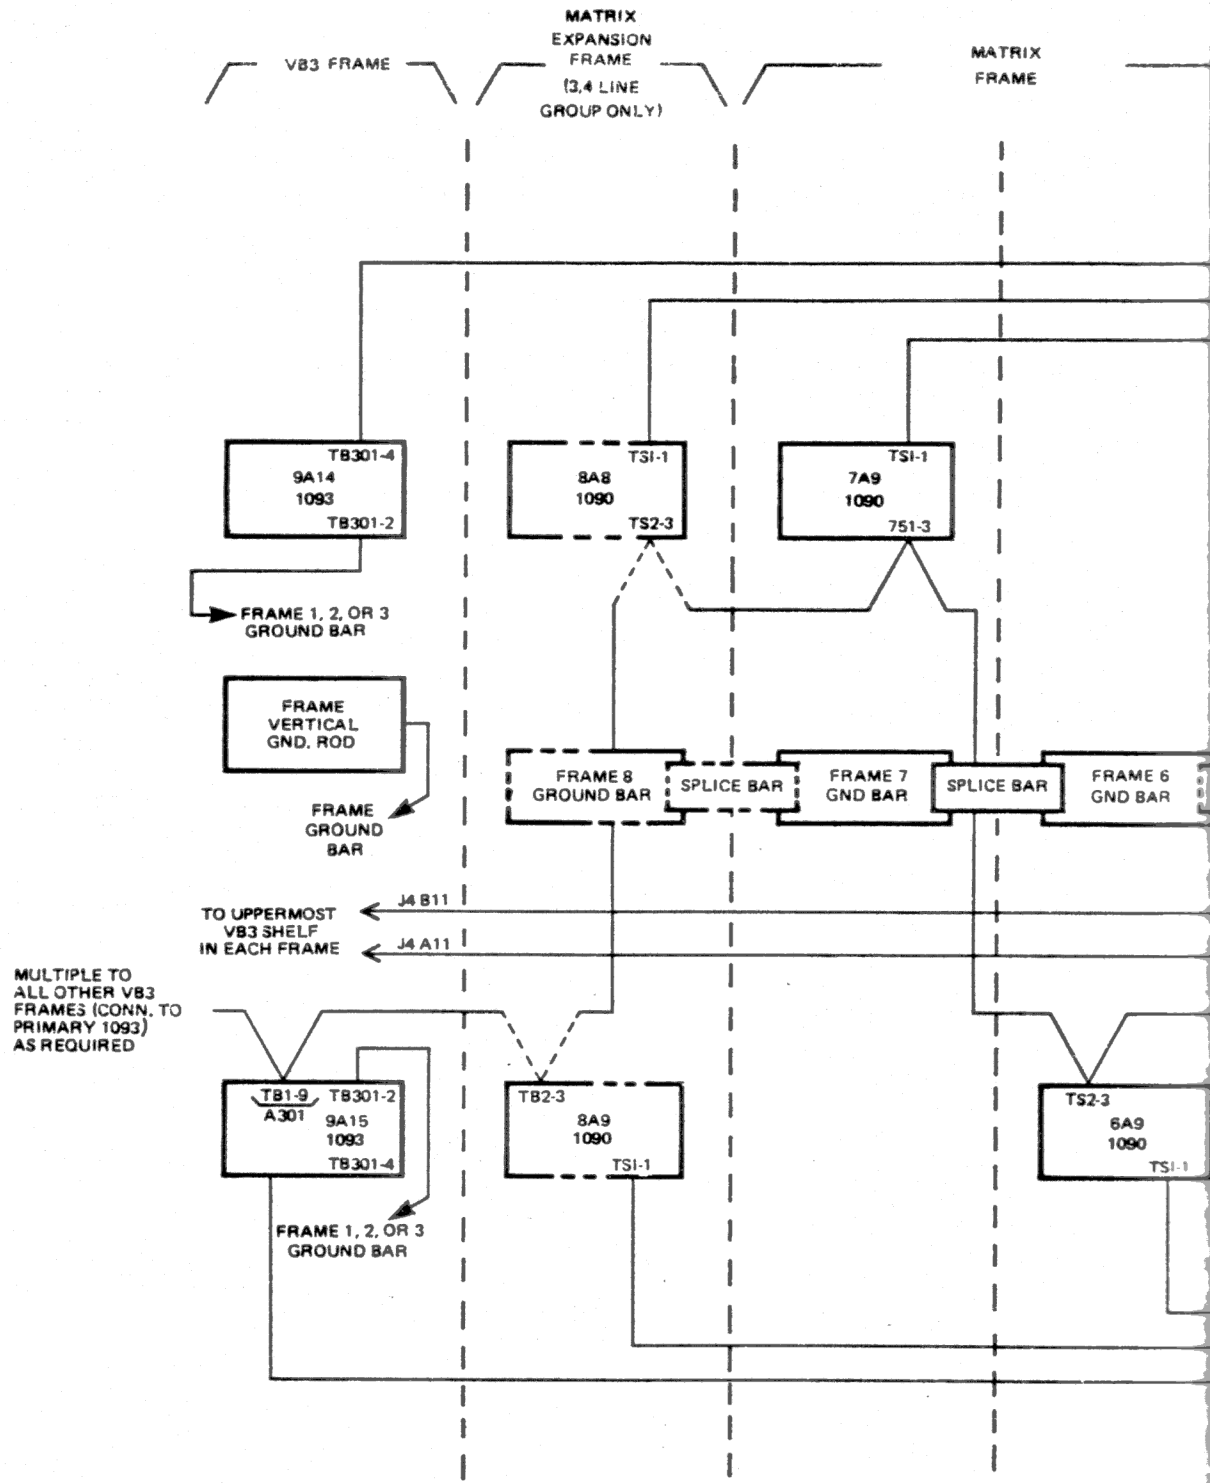 MATRIX
EXPANSION
FRAME
(3,4 LINE
GROUP ONLY)
VB3 FRAME
MATRIX
FRAME
TB301-4
9A14
1093
TB301-2
TSI-1
8A8
1090
TS2-3
TSI-1
7A9
1090
751-3
FRAME 1, 2, OR 3
GROUND BAR
FRAME
VERTICAL
GND. ROD
FRAME
GROUND
BAR
FRAME 8
GROUND BAR
SPLICE BAR
FRAME 7
GND BAR
SPLICE BAR
FRAME 6
GND BAR
TO UPPERMOST
VB3 SHELF
IN EACH FRAME
J4 B11
J4 A11
MULTIPLE TO
ALL OTHER VB3
FRAMES (CONN. TO
PRIMARY 1093)
AS REQUIRED
TB1-9
A301
TB301-2
9A15
1093
TB301-4
TB2-3
8A9
1090
TSI-1
TS2-3
6A9
1090
TSI-1
FRAME 1, 2, OR 3
GROUND BAR